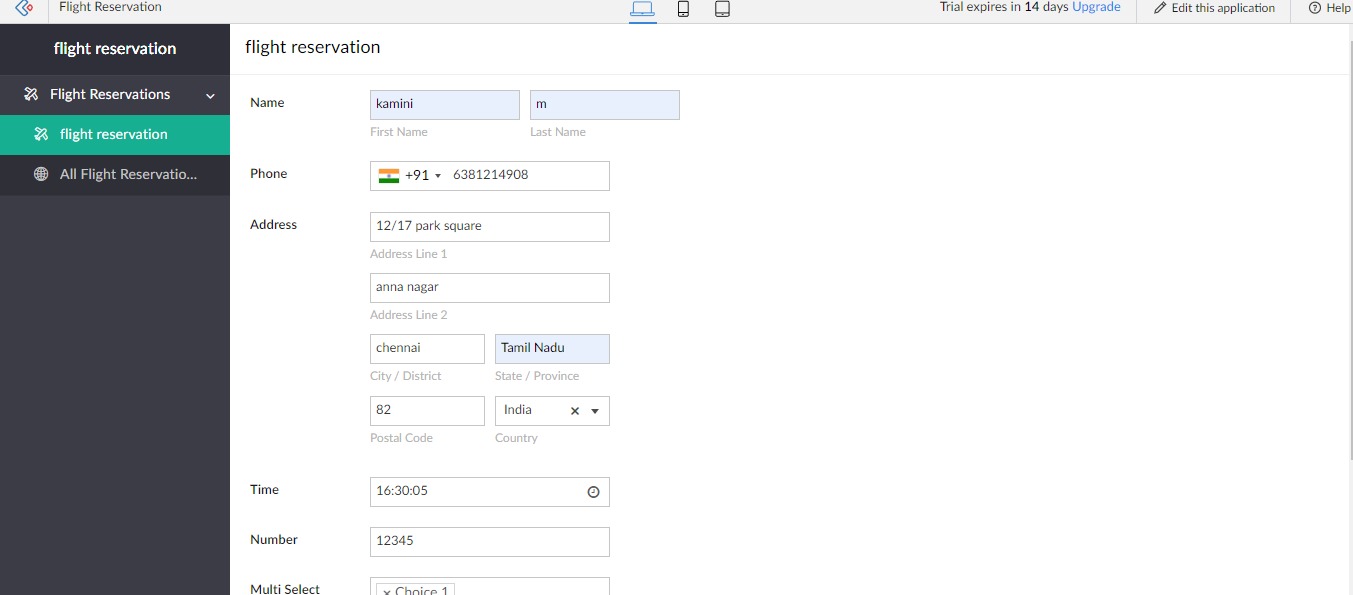 Flight Reservation
Trial expires in 14 days Upgrade
Edit this application
Help
flight reservation
Flight Reservations
flight reservation
All Flight Reservatio...
flight reservation
Name
kamini
m
First Name
Last Name
Phone
+91
6381214908
Address
12/17 park square
Address Line 1
anna nagar
Address Line 2
chennai
Tamil Nadu
City / District
State / Province
82
India
Postal Code
Country
Time
16:30:05
Number
12345
Multi Select
× Choice 1